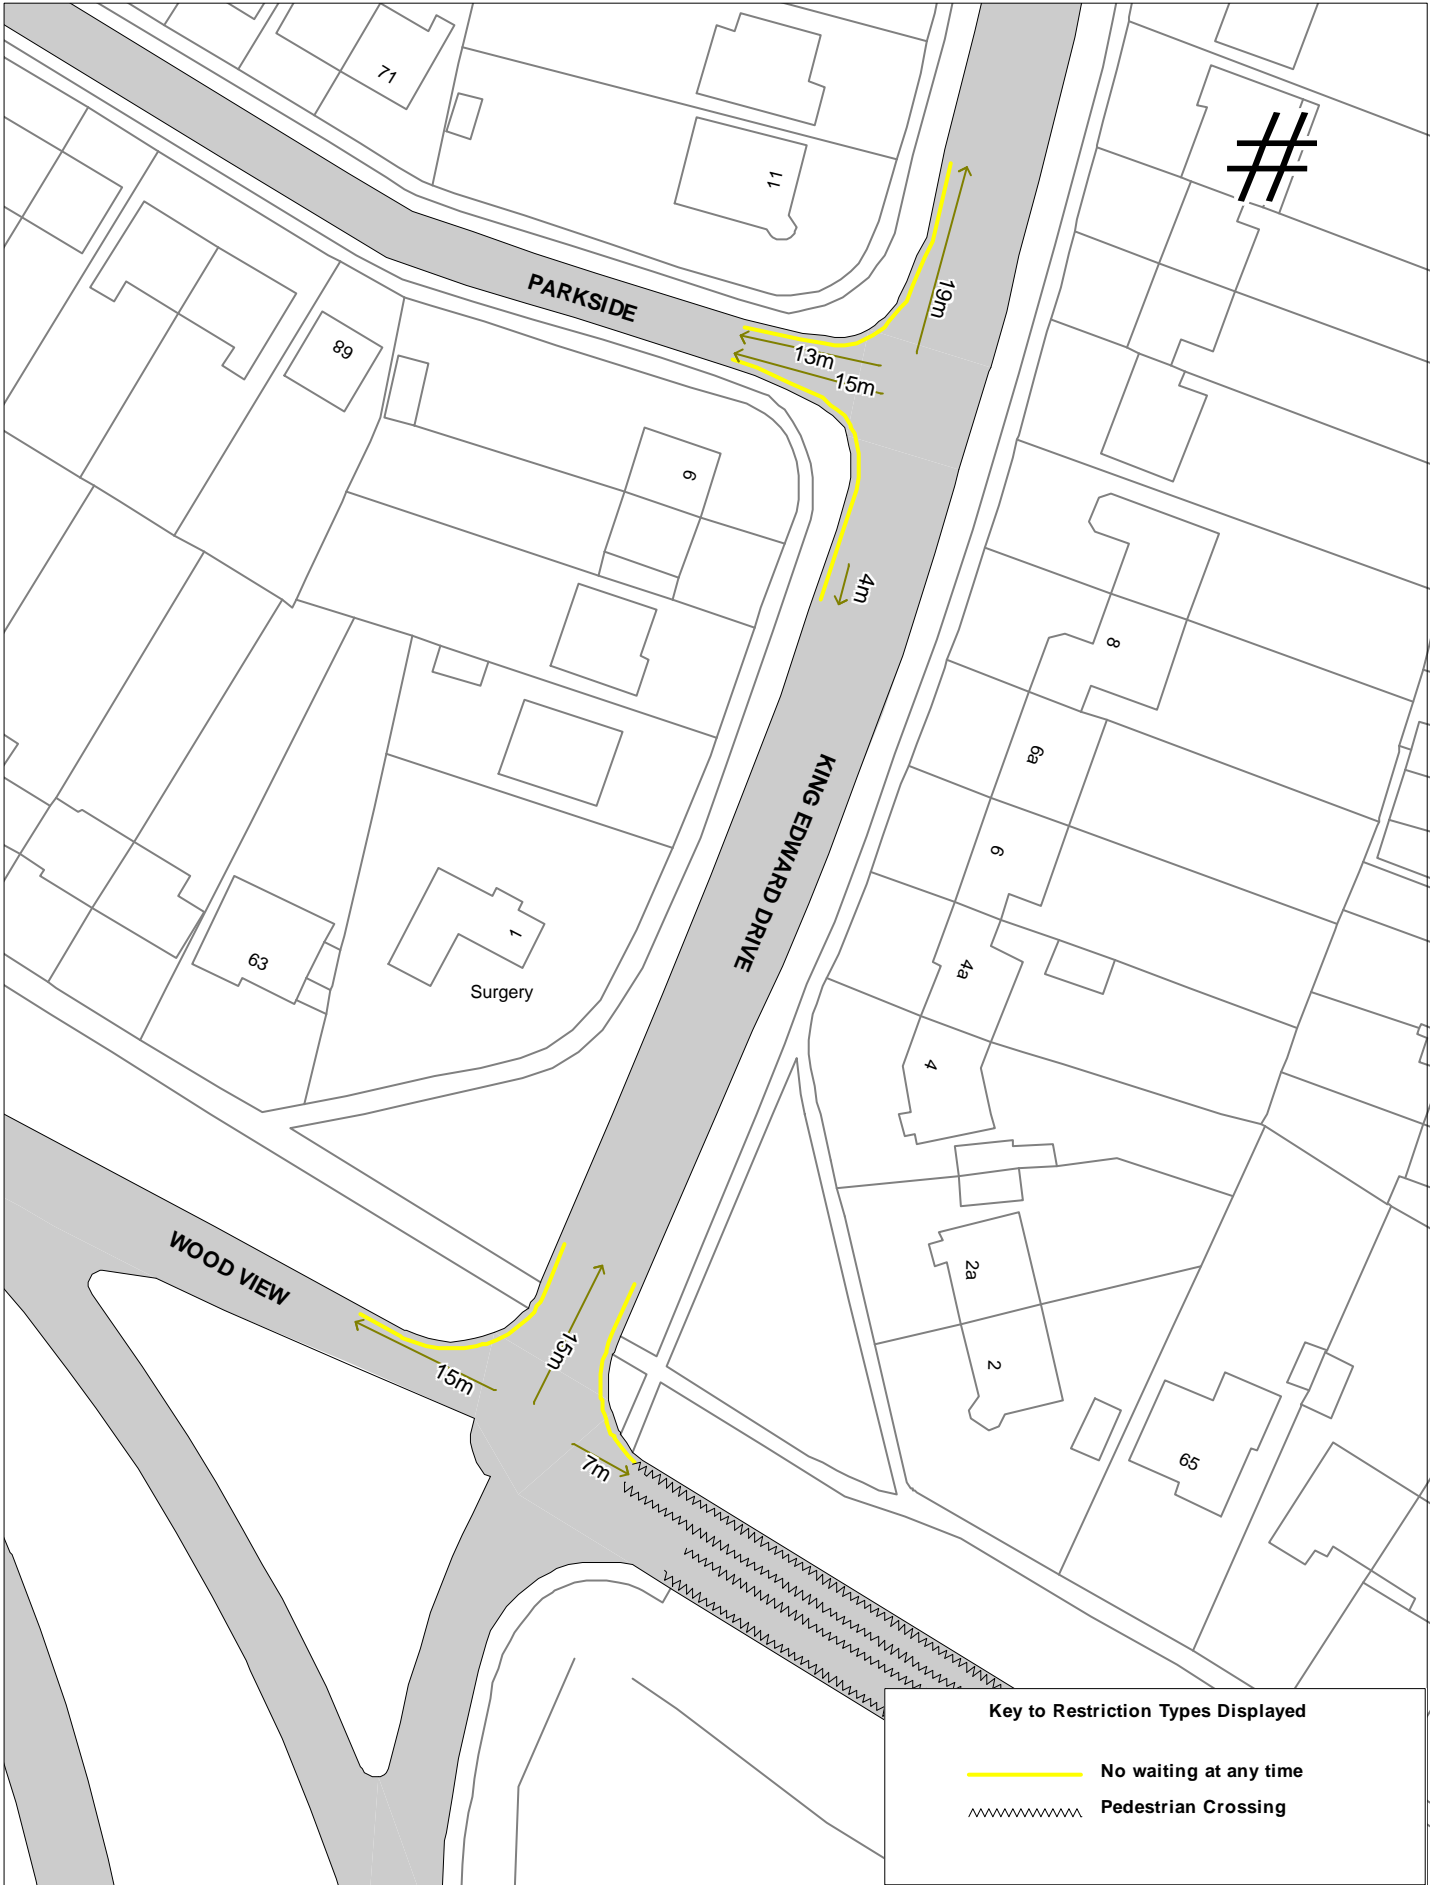 71
11
#
PARKSIDE
19m
89
13m
15m
9
4m
8
6a
KING EDWARD DRIVE
6
1
63
4a
Surgery
4
WOOD VIEW
2a
15m
15m
2
7m
65
Key to Restriction Types Displayed
No waiting at any time
Pedestrian Crossing